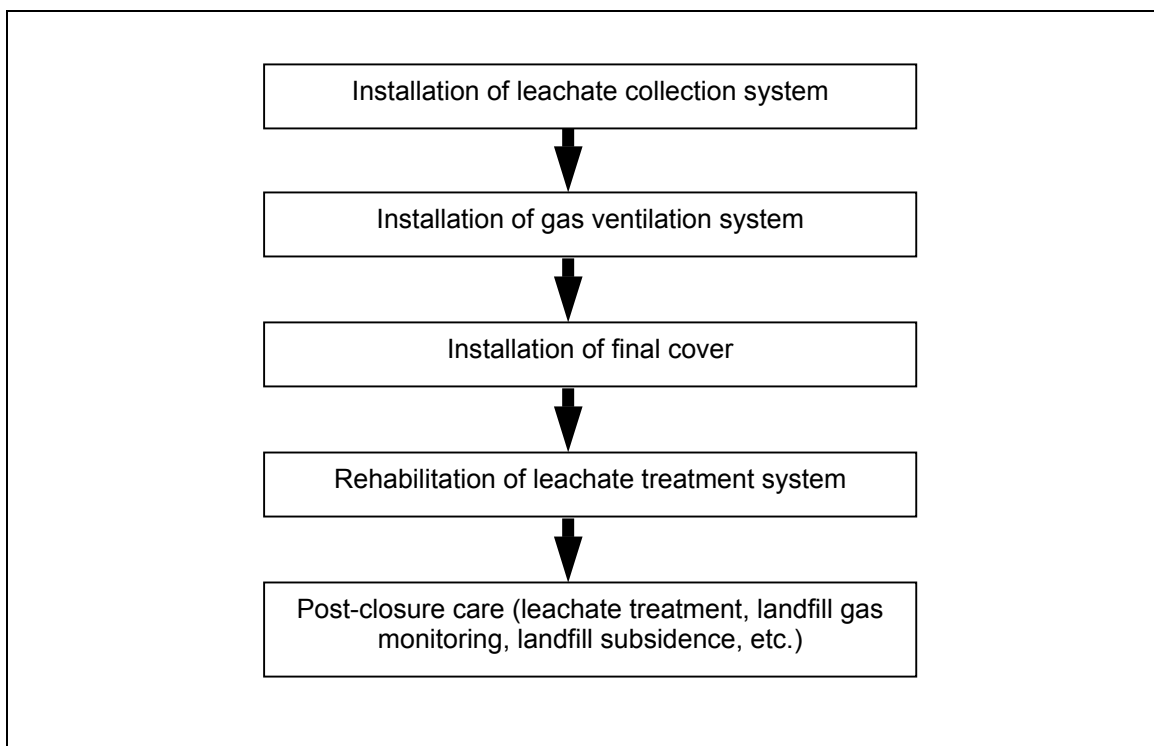 Installation of leachate collection system
Installation of gas ventilation system
Installation of final cover
Rehabilitation of leachate treatment system
Post-closure care (leachate treatment, landfill gas
monitoring, landfill subsidence, etc.)